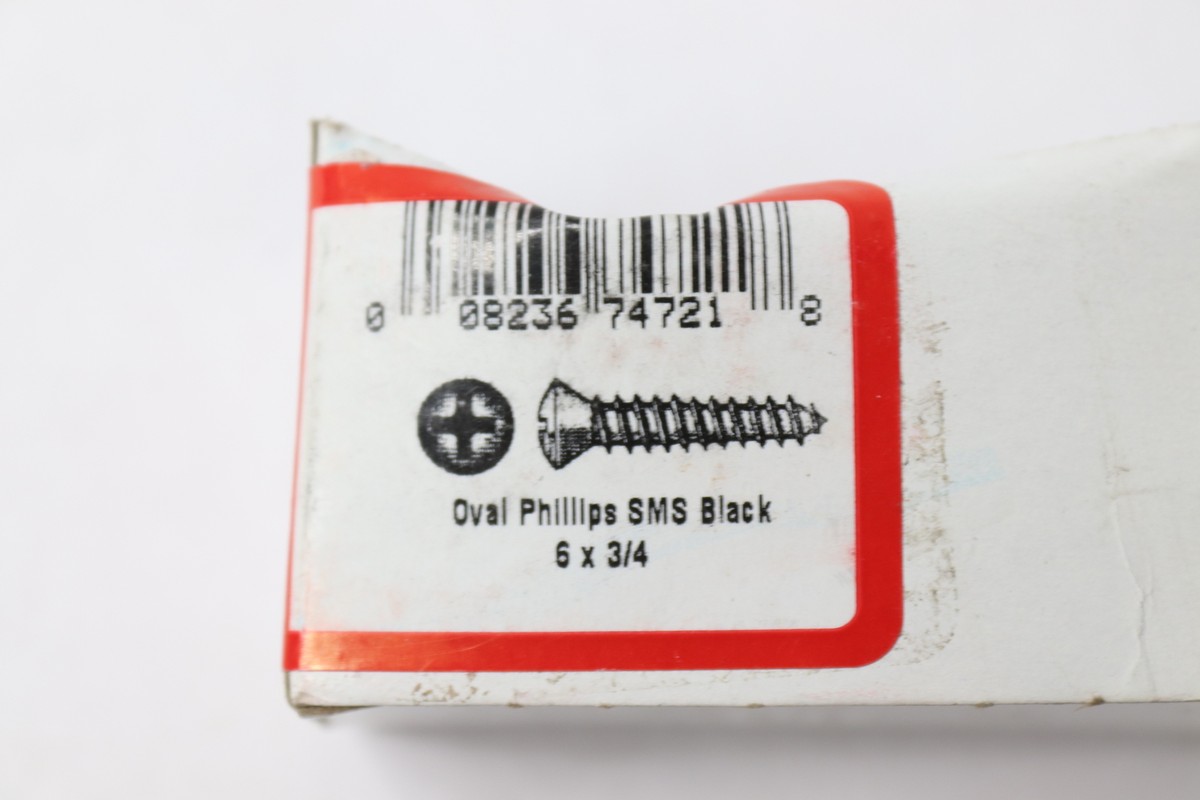 0 08236 74721 8
Oval Phillips SMS Black
6 x 3/4